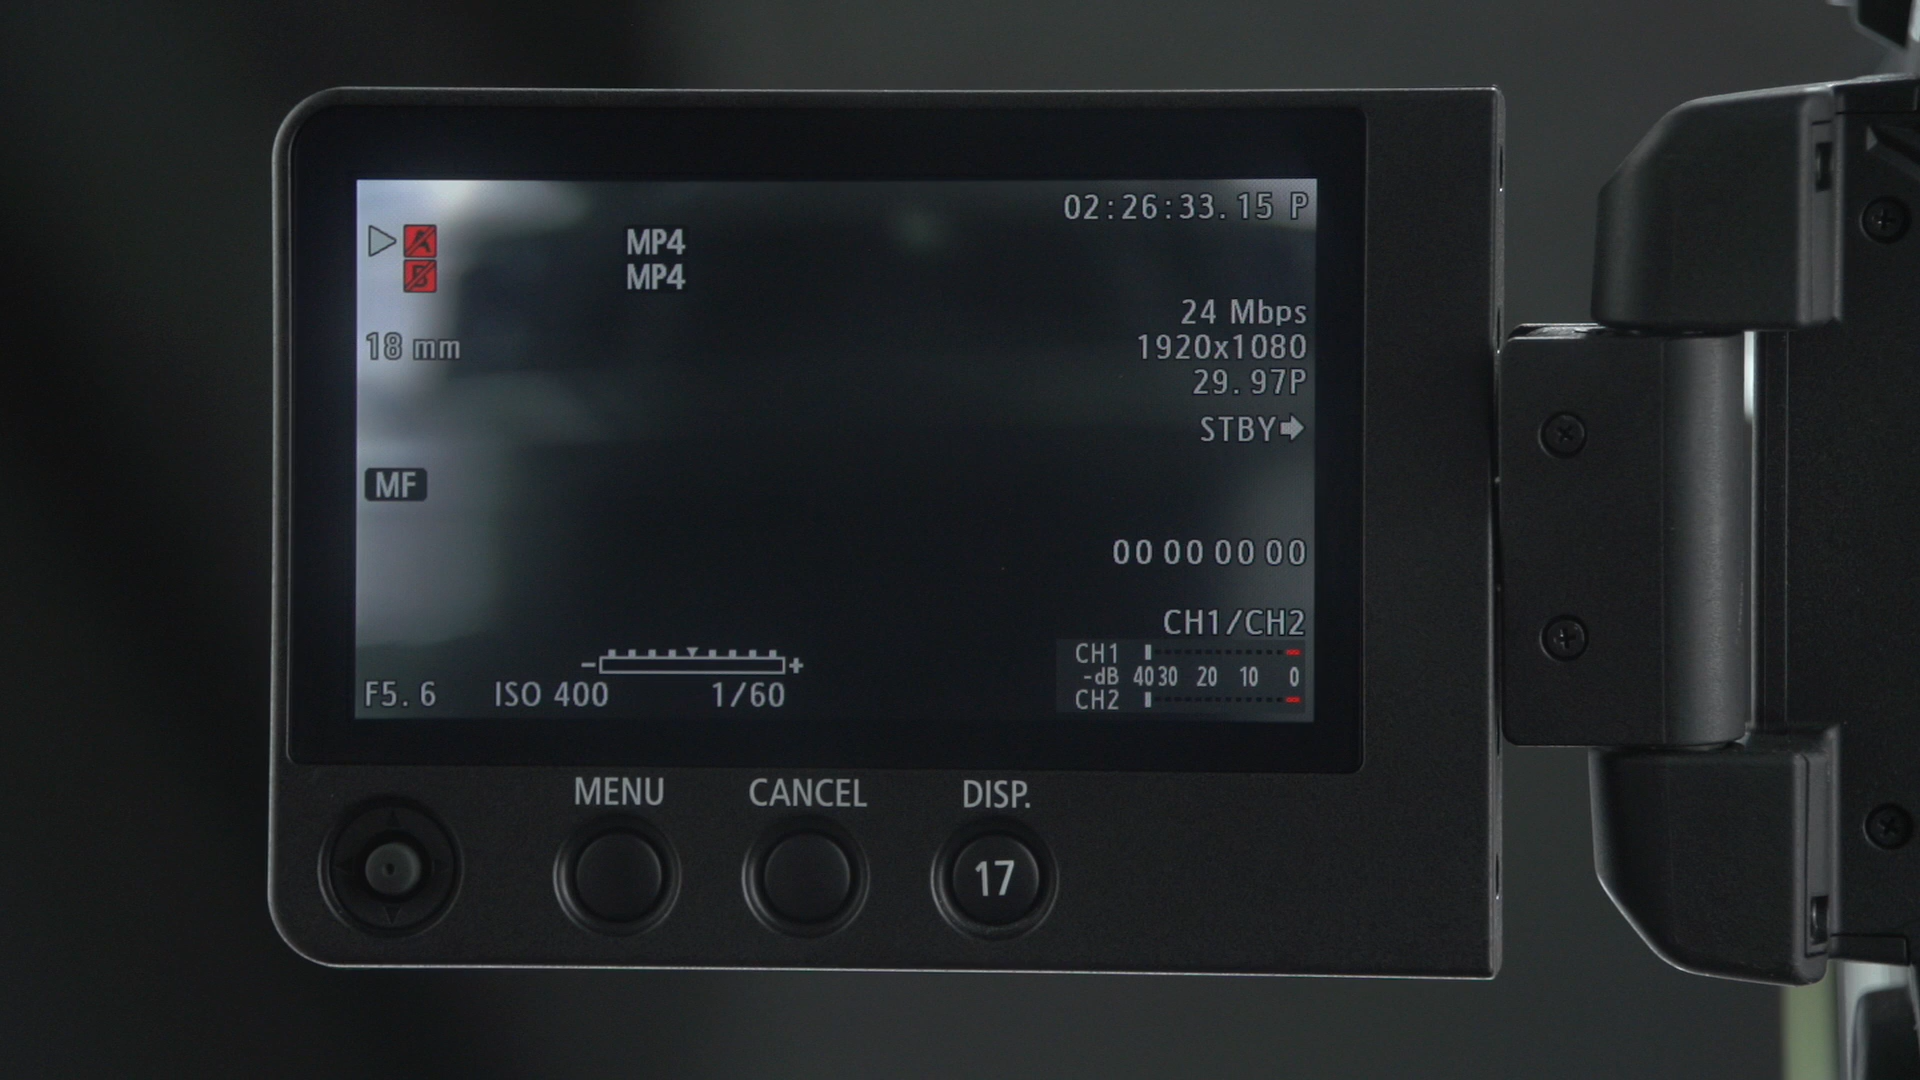 02:26:33.15 P
A MP4
B MP4
24 Mbps
18 mm 1920x1080
29.97P
STBY
MF
00 00 00 00
CH1/CH2
- +
CH1
-dB 40 30 20 10 0
CH2
F5.6 ISO 400 1/60
MENU CANCEL DISP.
17